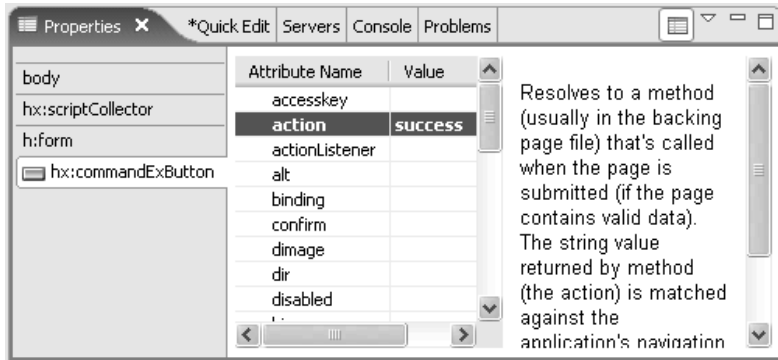 Properties
*Quick Edit
Servers
Console
Problems
body
hx:scriptCollector
h:form
hx:commandExButton
Attribute Name Value
accesskey
action success
actionListener
alt
binding
confirm
dimage
dir
disabled
Resolves to a method
(usually in the backing
page file) that's called
when the page is
submitted (if the page
contains valid data).
The string value
returned by method
(the action) is matched
against the
application's navigation